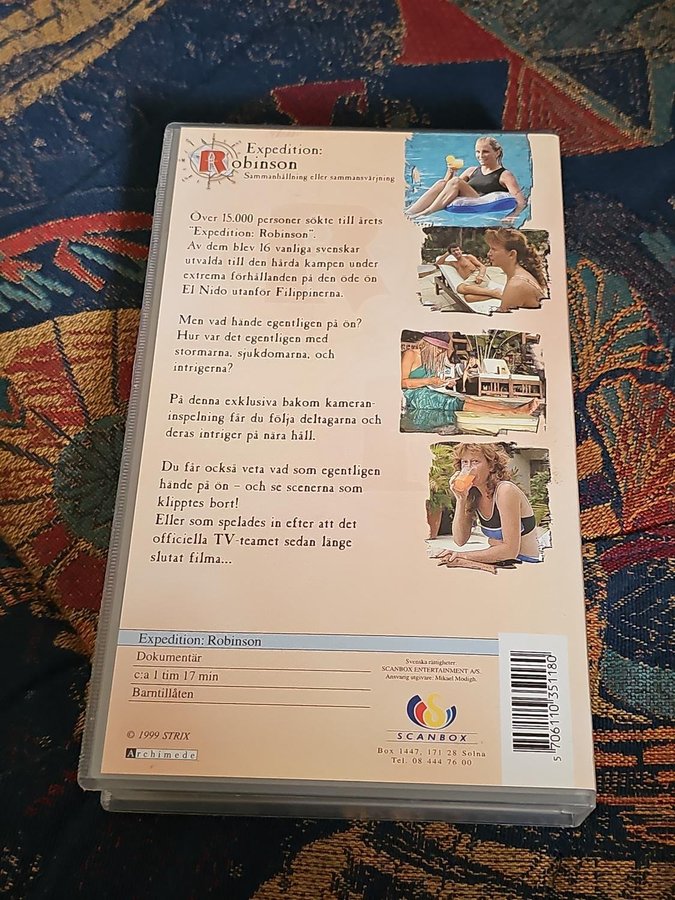 Expedition:
Robinson
Sammanhållning eller sammansvärjning
Över 15.000 personer sökte till årets
"Expedition: Robinson".
Av dem blev 16 vanliga svenskar
utvalda till den hårda kampen under
extrema förhållanden på den öde ön
El Nido utanför Filippinerna.
Men vad hände egentligen på ön?
Hur var det egentligen med
stormarna, sjukdomarna, och
intrigerna?
På denna exklusiva bakom kameran-
inspelning får du följa deltagarna och
deras intriger på nära håll.
Du får också veta vad som egentligen
hände på ön – och se scenerna som
klipptes bort!
Eller som spelades in efter att det
officiella TV-teamet sedan länge
slutat filma...
Expedition: Robinson
Dokumentär
c:a 1 tim 17 min
Barntillåten
© 1999 STRIX
Archimede
Svenska rättigheter
SCANBOX ENTERTAINMENT A/S.
Ansvarig utgivare: Mikael Modigh.
SCANBOX
Box 1447, 171 28 Solna
Tel. 08 444 76 00
5 706110 351180